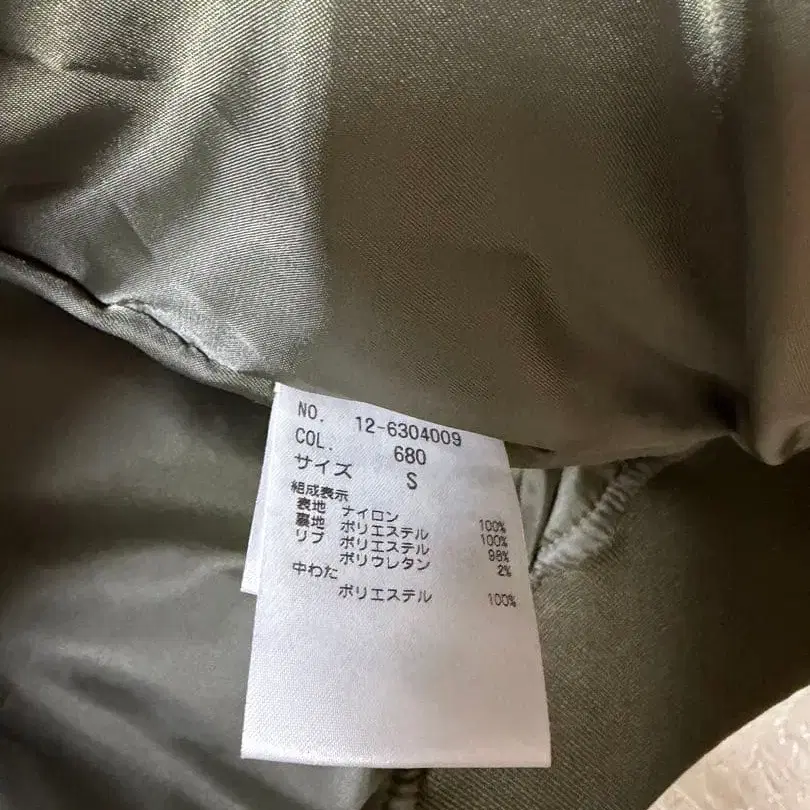 NO. 12-6304009
COL. 680
サイズ S
組成表示
表地 ナイロン 100%
裏地 ポリエステル 100%
リブ ポリエステル 98%
ポリウレタン 2%
中わた
ポリエステル 100%